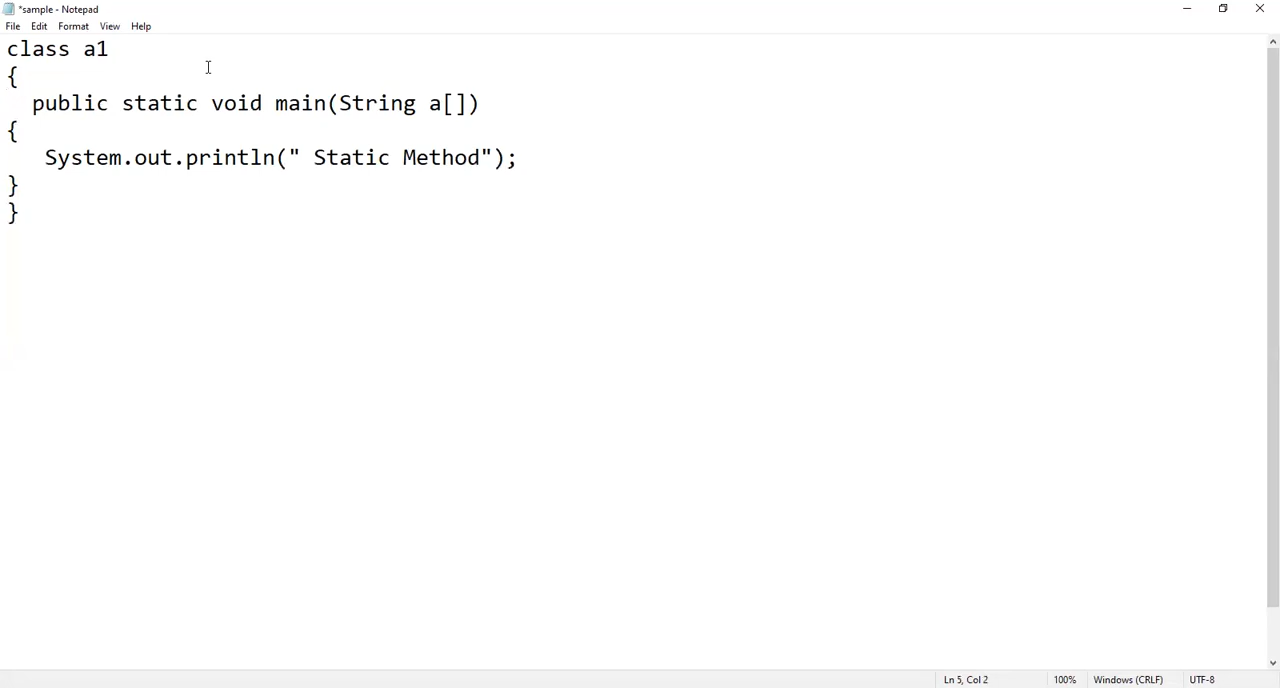 *sample - Notepad
File Edit Format View Help
class a1
{
  public static void main(String a[])
{
   System.out.println(" Static Method");
}
}
Ln 5, Col 2 100% Windows (CRLF) UTF-8